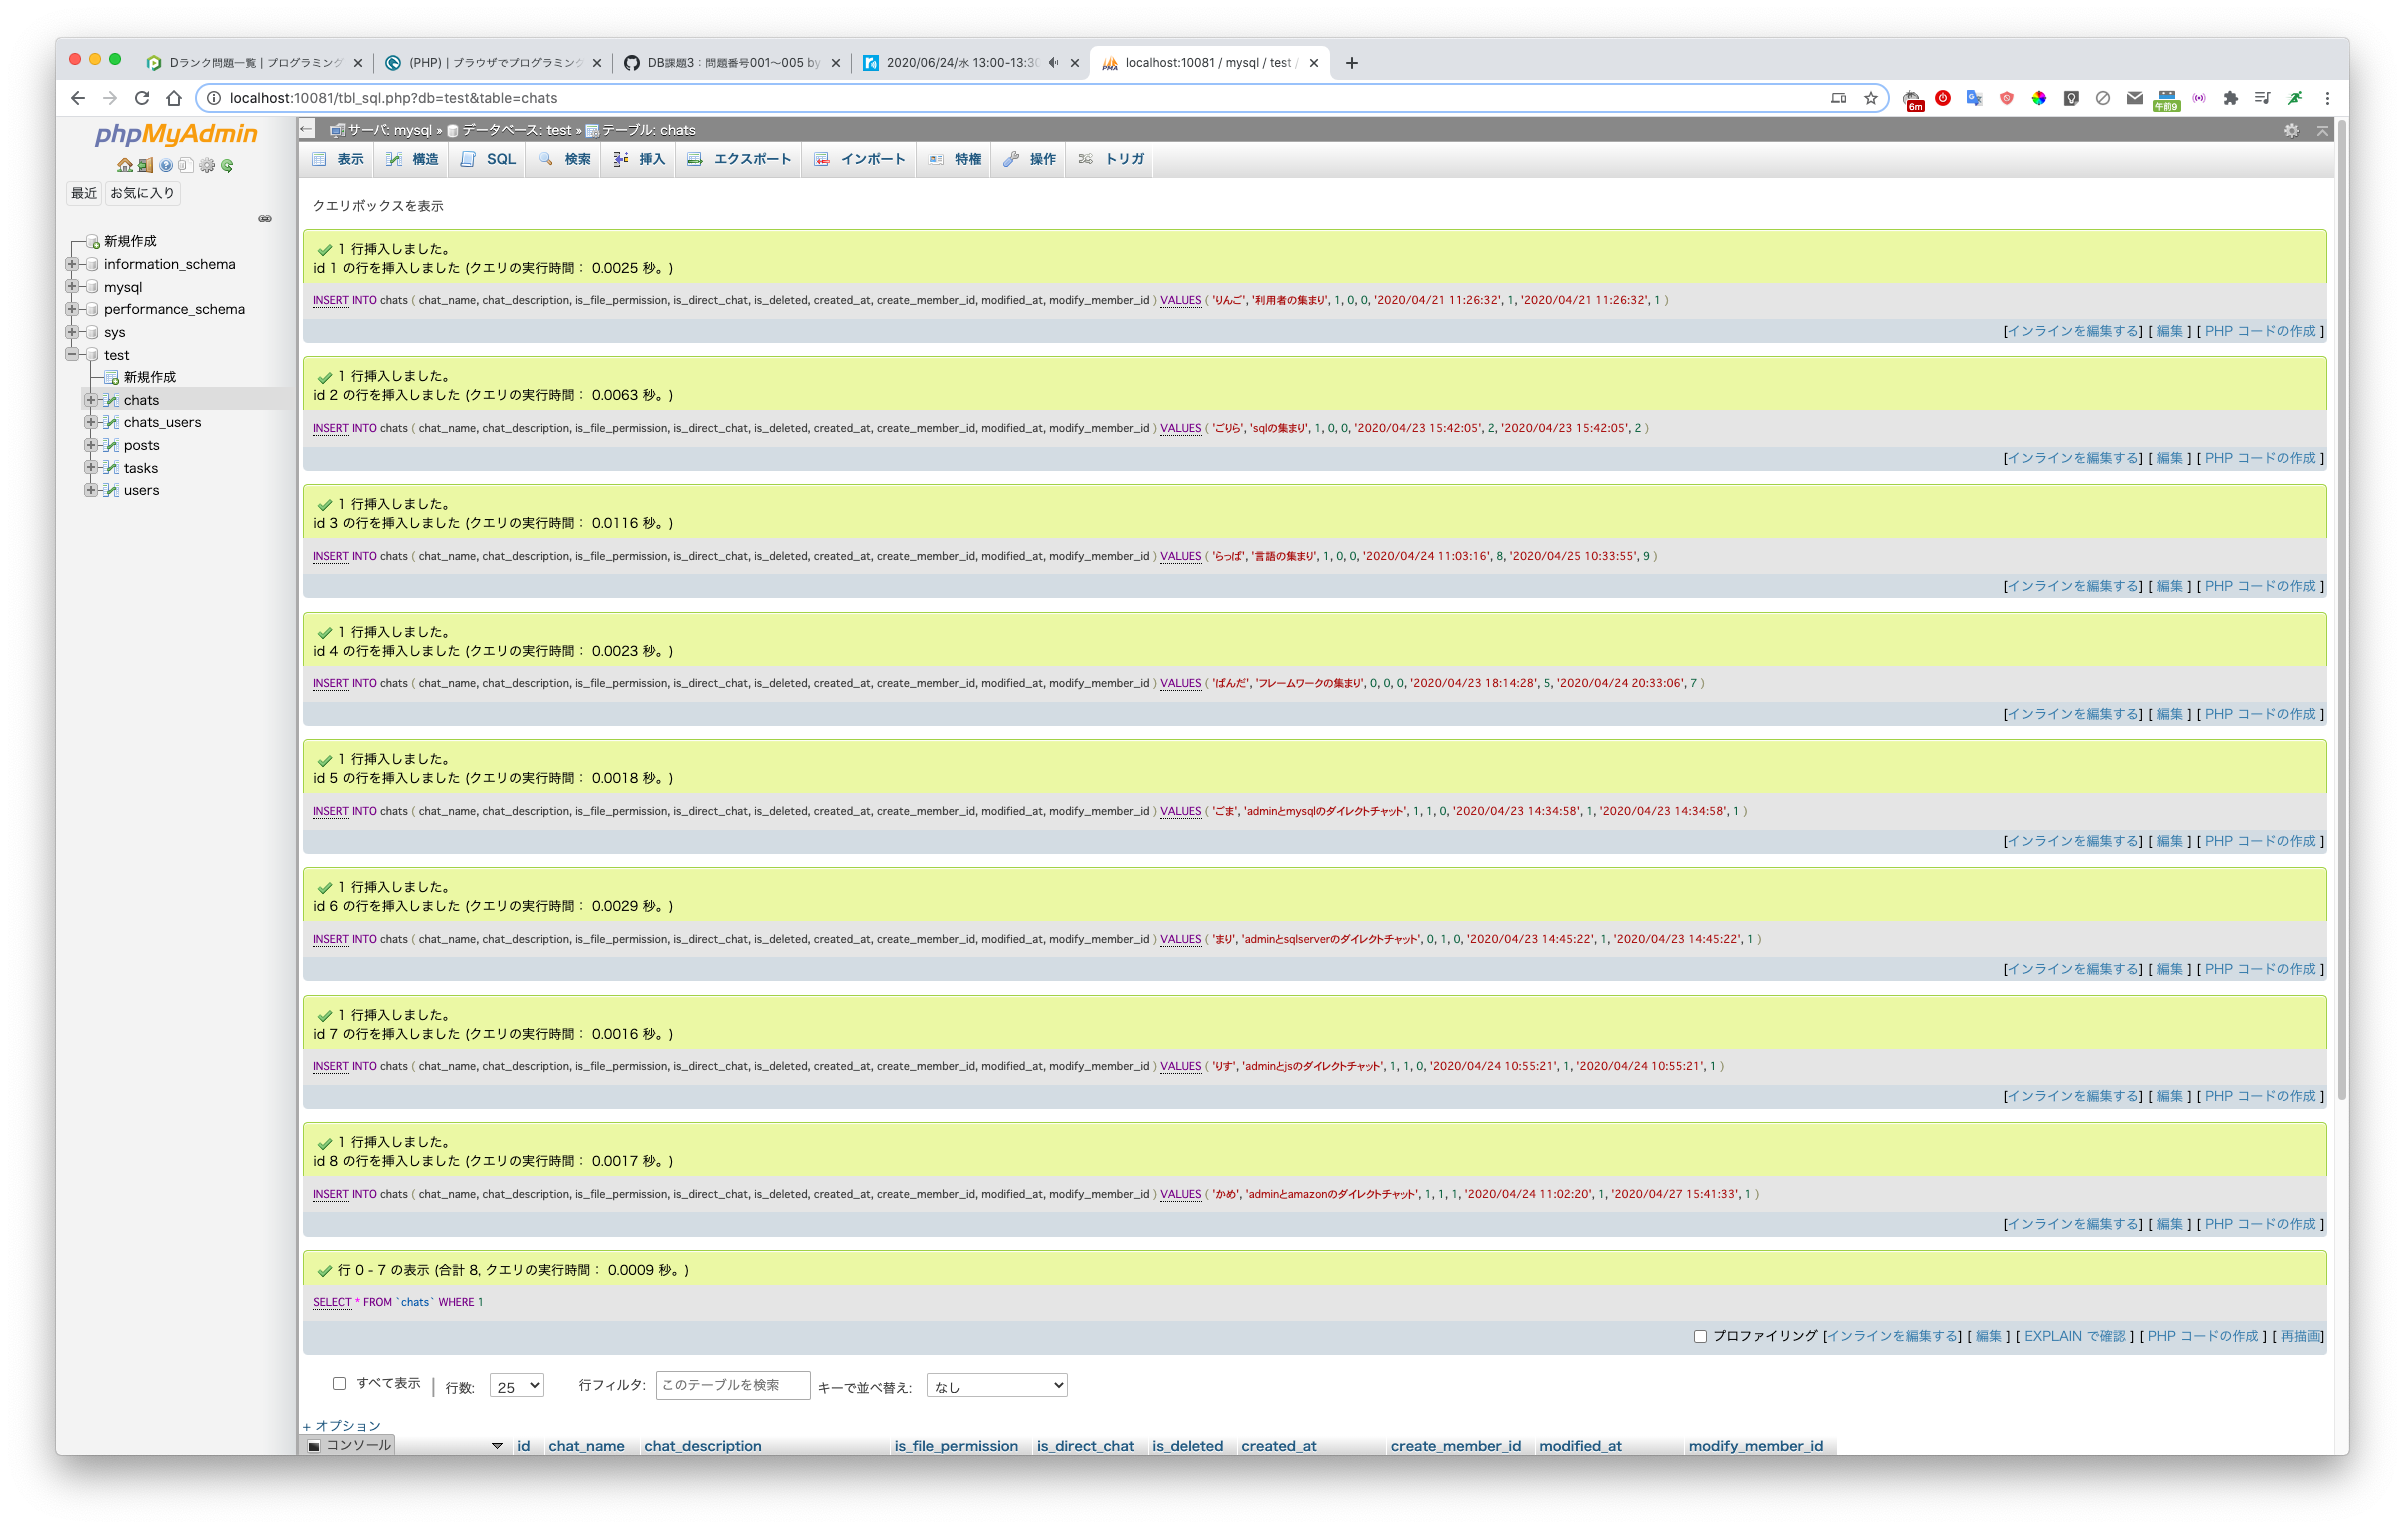 Dランク問題一覧 | プログラミング
(PHP) | ブラウザでプログラミング
DB課題3:問題番号001〜005 by
2020/06/24/水 13:00-13:30
localhost:10081 / mysql / test /
localhost:10081/tbl_sql.php?db=test&table=chats
6m
午前9
phpMyAdmin
最近 お気に入り
新規作成
information_schema
mysql
performance_schema
sys
test
新規作成
chats
chats_users
posts
tasks
users
サーバ: mysql » データベース: test » テーブル: chats
表示 構造 SQL 検索 挿入 エクスポート インポート 特権 操作 トリガ
クエリボックスを表示
1 行挿入しました。
id 1 の行を挿入しました (クエリの実行時間: 0.0025 秒。)
INSERT INTO chats ( chat_name, chat_description, is_file_permission, is_direct_chat, is_deleted, created_at, create_member_id, modified_at, modify_member_id ) VALUES ( 'りんご', '利用者の集まり', 1, 0, 0, '2020/04/21 11:26:32', 1, '2020/04/21 11:26:32', 1 )
[インラインを編集する] [ 編集 ] [ PHP コードの作成 ]
1 行挿入しました。
id 2 の行を挿入しました (クエリの実行時間: 0.0063 秒。)
INSERT INTO chats ( chat_name, chat_description, is_file_permission, is_direct_chat, is_deleted, created_at, create_member_id, modified_at, modify_member_id ) VALUES ( 'ごりら', 'sqlの集まり', 1, 0, 0, '2020/04/23 15:42:05', 2, '2020/04/23 15:42:05', 2 )
[インラインを編集する] [ 編集 ] [ PHP コードの作成 ]
1 行挿入しました。
id 3 の行を挿入しました (クエリの実行時間: 0.0116 秒。)
INSERT INTO chats ( chat_name, chat_description, is_file_permission, is_direct_chat, is_deleted, created_at, create_member_id, modified_at, modify_member_id ) VALUES ( 'らっぱ', '言語の集まり', 1, 0, 0, '2020/04/24 11:03:16', 8, '2020/04/25 10:33:55', 9 )
[インラインを編集する] [ 編集 ] [ PHP コードの作成 ]
1 行挿入しました。
id 4 の行を挿入しました (クエリの実行時間: 0.0023 秒。)
INSERT INTO chats ( chat_name, chat_description, is_file_permission, is_direct_chat, is_deleted, created_at, create_member_id, modified_at, modify_member_id ) VALUES ( 'ぱんだ', 'フレームワークの集まり', 0, 0, 0, '2020/04/23 18:14:28', 5, '2020/04/24 20:33:06', 7 )
[インラインを編集する] [ 編集 ] [ PHP コードの作成 ]
1 行挿入しました。
id 5 の行を挿入しました (クエリの実行時間: 0.0018 秒。)
INSERT INTO chats ( chat_name, chat_description, is_file_permission, is_direct_chat, is_deleted, created_at, create_member_id, modified_at, modify_member_id ) VALUES ( 'ごま', 'adminとmysqlのダイレクトチャット', 1, 1, 0, '2020/04/23 14:34:58', 1, '2020/04/23 14:34:58', 1 )
[インラインを編集する] [ 編集 ] [ PHP コードの作成 ]
1 行挿入しました。
id 6 の行を挿入しました (クエリの実行時間: 0.0029 秒。)
INSERT INTO chats ( chat_name, chat_description, is_file_permission, is_direct_chat, is_deleted, created_at, create_member_id, modified_at, modify_member_id ) VALUES ( 'まり', 'adminとsqlserverのダイレクトチャット', 0, 1, 0, '2020/04/23 14:45:22', 1, '2020/04/23 14:45:22', 1 )
[インラインを編集する] [ 編集 ] [ PHP コードの作成 ]
1 行挿入しました。
id 7 の行を挿入しました (クエリの実行時間: 0.0016 秒。)
INSERT INTO chats ( chat_name, chat_description, is_file_permission, is_direct_chat, is_deleted, created_at, create_member_id, modified_at, modify_member_id ) VALUES ( 'りす', 'adminとjsのダイレクトチャット', 1, 1, 0, '2020/04/24 10:55:21', 1, '2020/04/24 10:55:21', 1 )
[インラインを編集する] [ 編集 ] [ PHP コードの作成 ]
1 行挿入しました。
id 8 の行を挿入しました (クエリの実行時間: 0.0017 秒。)
INSERT INTO chats ( chat_name, chat_description, is_file_permission, is_direct_chat, is_deleted, created_at, create_member_id, modified_at, modify_member_id ) VALUES ( 'かめ', 'adminとamazonのダイレクトチャット', 1, 1, 1, '2020/04/24 11:02:20', 1, '2020/04/27 15:41:33', 1 )
[インラインを編集する] [ 編集 ] [ PHP コードの作成 ]
行 0 - 7 の表示 (合計 8, クエリの実行時間: 0.0009 秒。)
SELECT * FROM `chats` WHERE 1
プロファイリング [インラインを編集する] [ 編集 ] [ EXPLAIN で確認 ] [ PHP コードの作成 ] [ 再描画]
すべて表示 | 行数: 25 行フィルタ: このテーブルを検索 キーで並べ替え: なし
+ オプション
コンソール id chat_name chat_description is_file_permission is_direct_chat is_deleted created_at create_member_id modified_at modify_member_id